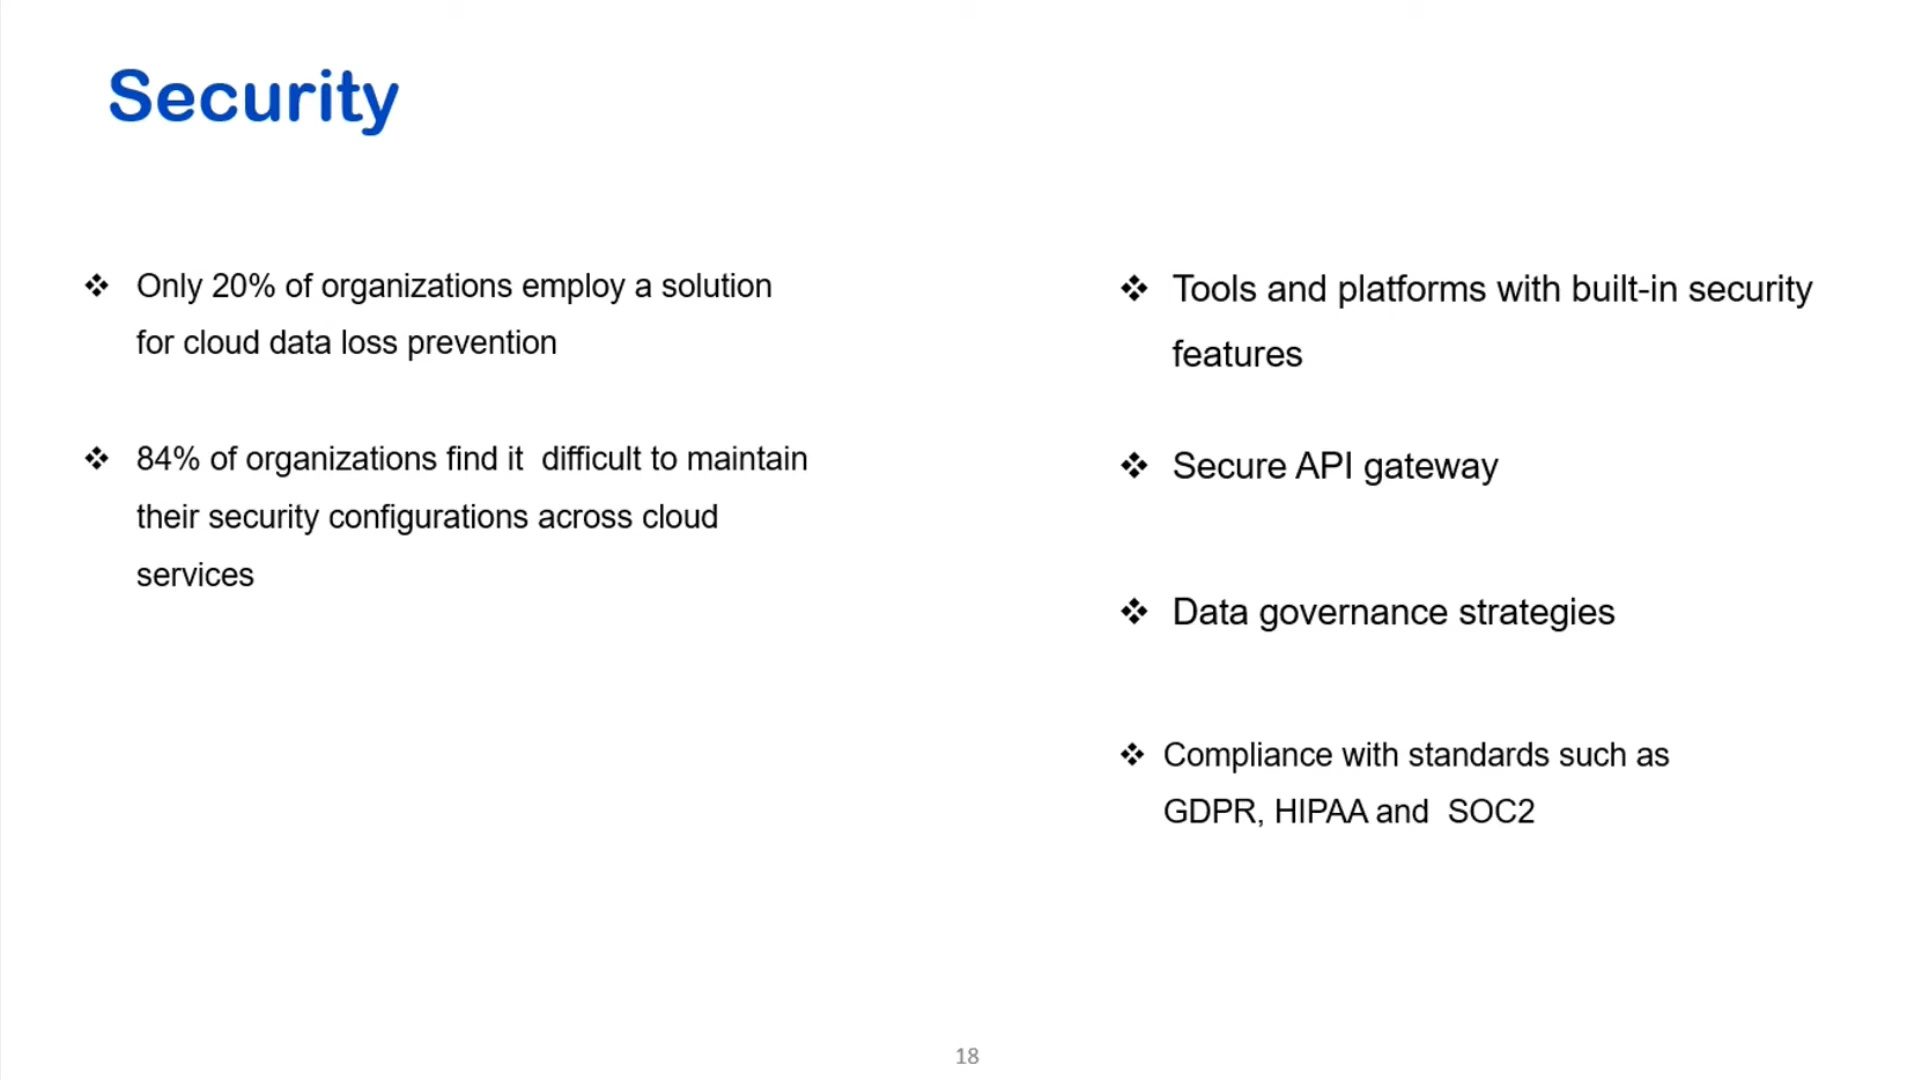 Security
❖ Only 20% of organizations employ a solution
for cloud data loss prevention
❖ 84% of organizations find it  difficult to maintain
their security configurations across cloud
services
❖ Tools and platforms with built-in security
features
❖ Secure API gateway
❖ Data governance strategies
❖ Compliance with standards such as
GDPR, HIPAA and  SOC2
18